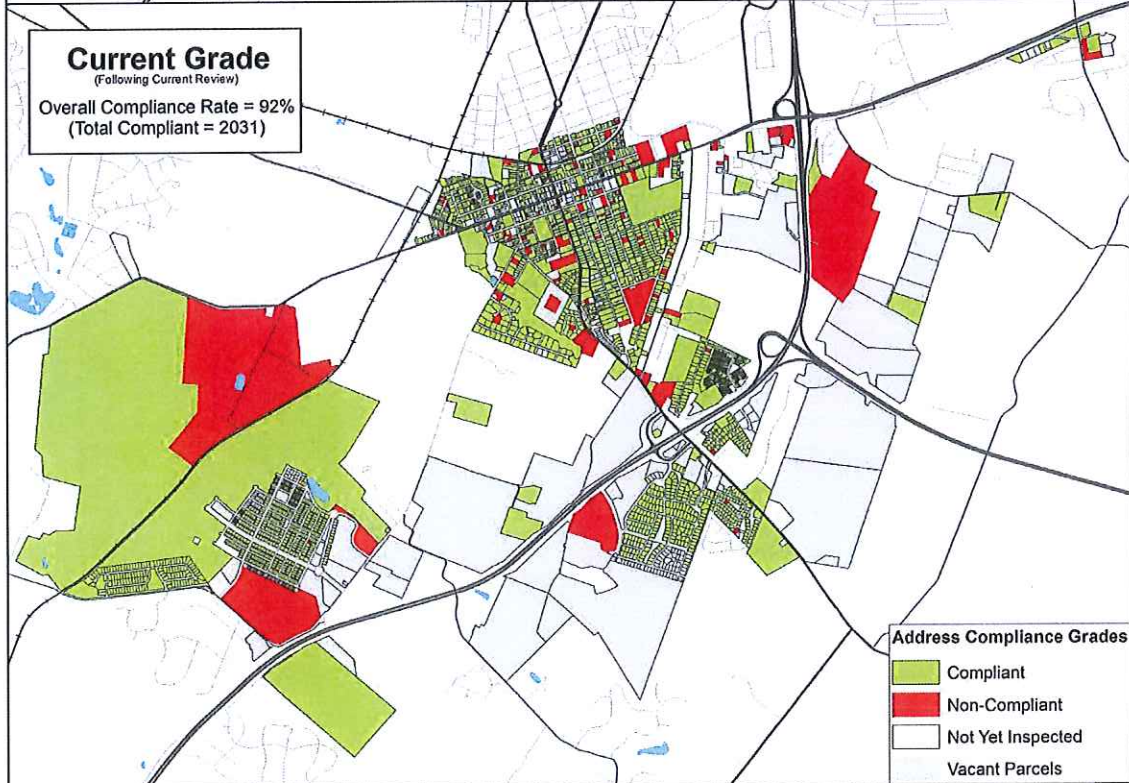 Current Grade
(Following Current Review)
Overall Compliance Rate = 92%
(Total Compliant = 2031)
Address Compliance Grades
Compliant
Non-Compliant
Not Yet Inspected
Vacant Parcels